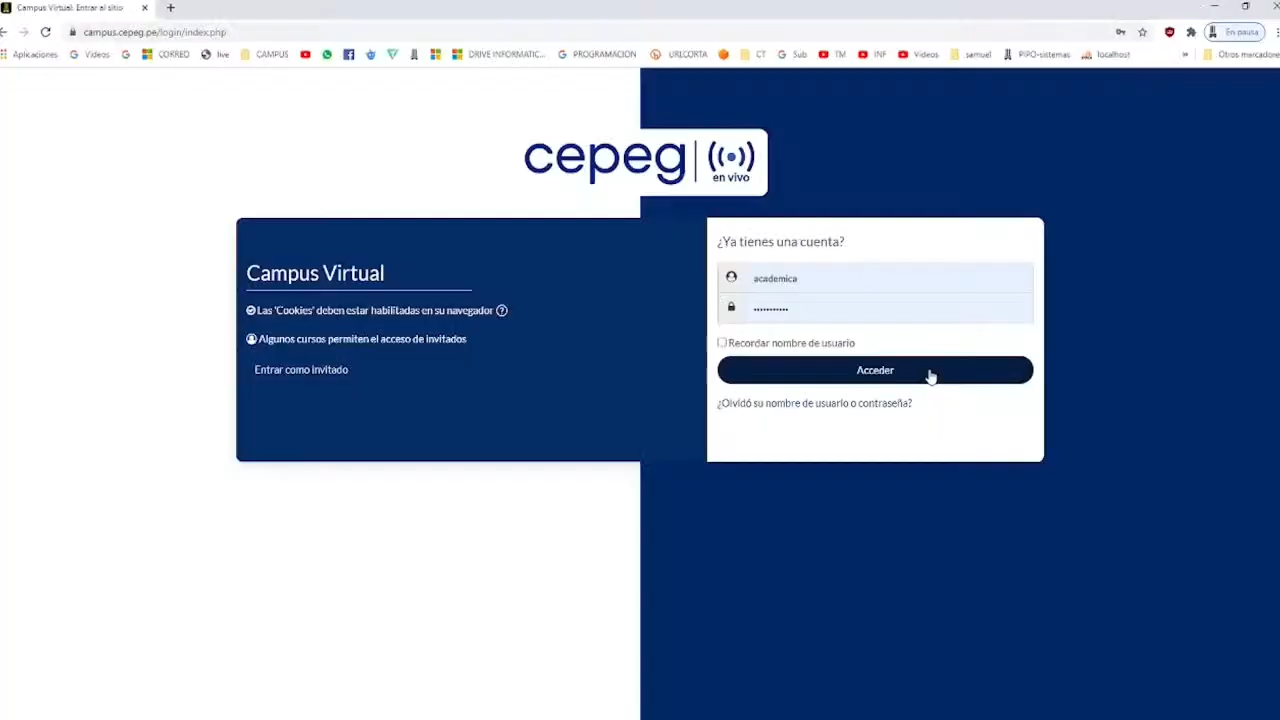 Campus Virtual: Entrar al sitio
campus.cepeg.pe/login/index.php
En pausa
Aplicaciones Videos CORREO live CAMPUS DRIVE INFORMATIC... PROGRAMACION URLCORTA CT Sub TM INF Videos samuel PIPO-sistemas localhost » Otros marcadores
cepeg
en vivo
Campus Virtual
Las 'Cookies' deben estar habilitadas en su navegador
Algunos cursos permiten el acceso de invitados
Entrar como invitado
¿Ya tienes una cuenta?
academica
•••••••••••
Recordar nombre de usuario
Acceder
¿Olvidó su nombre de usuario o contraseña?